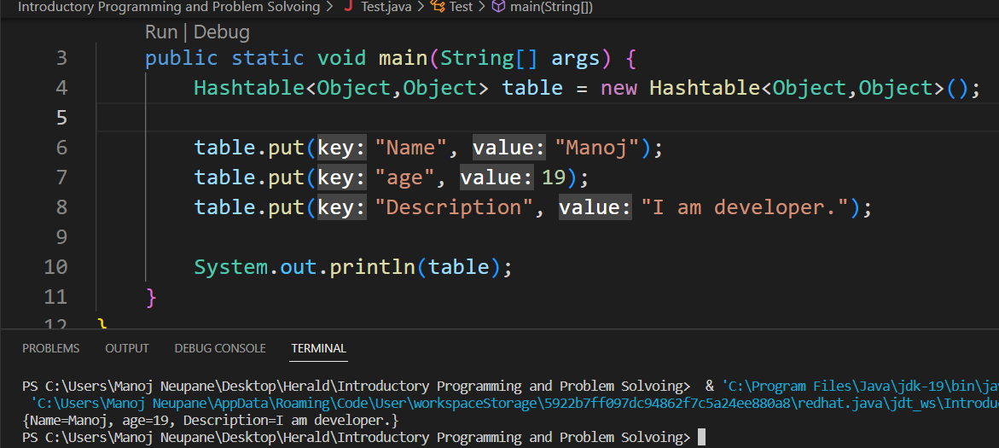 Introductory Programming and Problem Solvoing > J Test.java > Test > main(String[])
Run | Debug
3 public static void main(String[] args) {
4 Hashtable<Object,Object> table = new Hashtable<Object,Object>();
5
6 table.put(key: "Name", value: "Manoj");
7 table.put(key: "age", value: 19);
8 table.put(key: "Description", value: "I am developer.");
9
10 System.out.println(table);
11 }
12 }
PROBLEMS OUTPUT DEBUG CONSOLE TERMINAL
PS C:\Users\Manoj Neupane\Desktop\Herald\Introductory Programming and Problem Solvoing> & 'C:\Program Files\Java\jdk-19\bin\ja
'C:\Users\Manoj Neupane\AppData\Roaming\Code\User\workspaceStorage\5922b7ff097dc94862f7c5a24ee880a8\redhat.java\jdt_ws\Introdu
{Name=Manoj, age=19, Description=I am developer.}
PS C:\Users\Manoj Neupane\Desktop\Herald\Introductory Programming and Problem Solvoing>